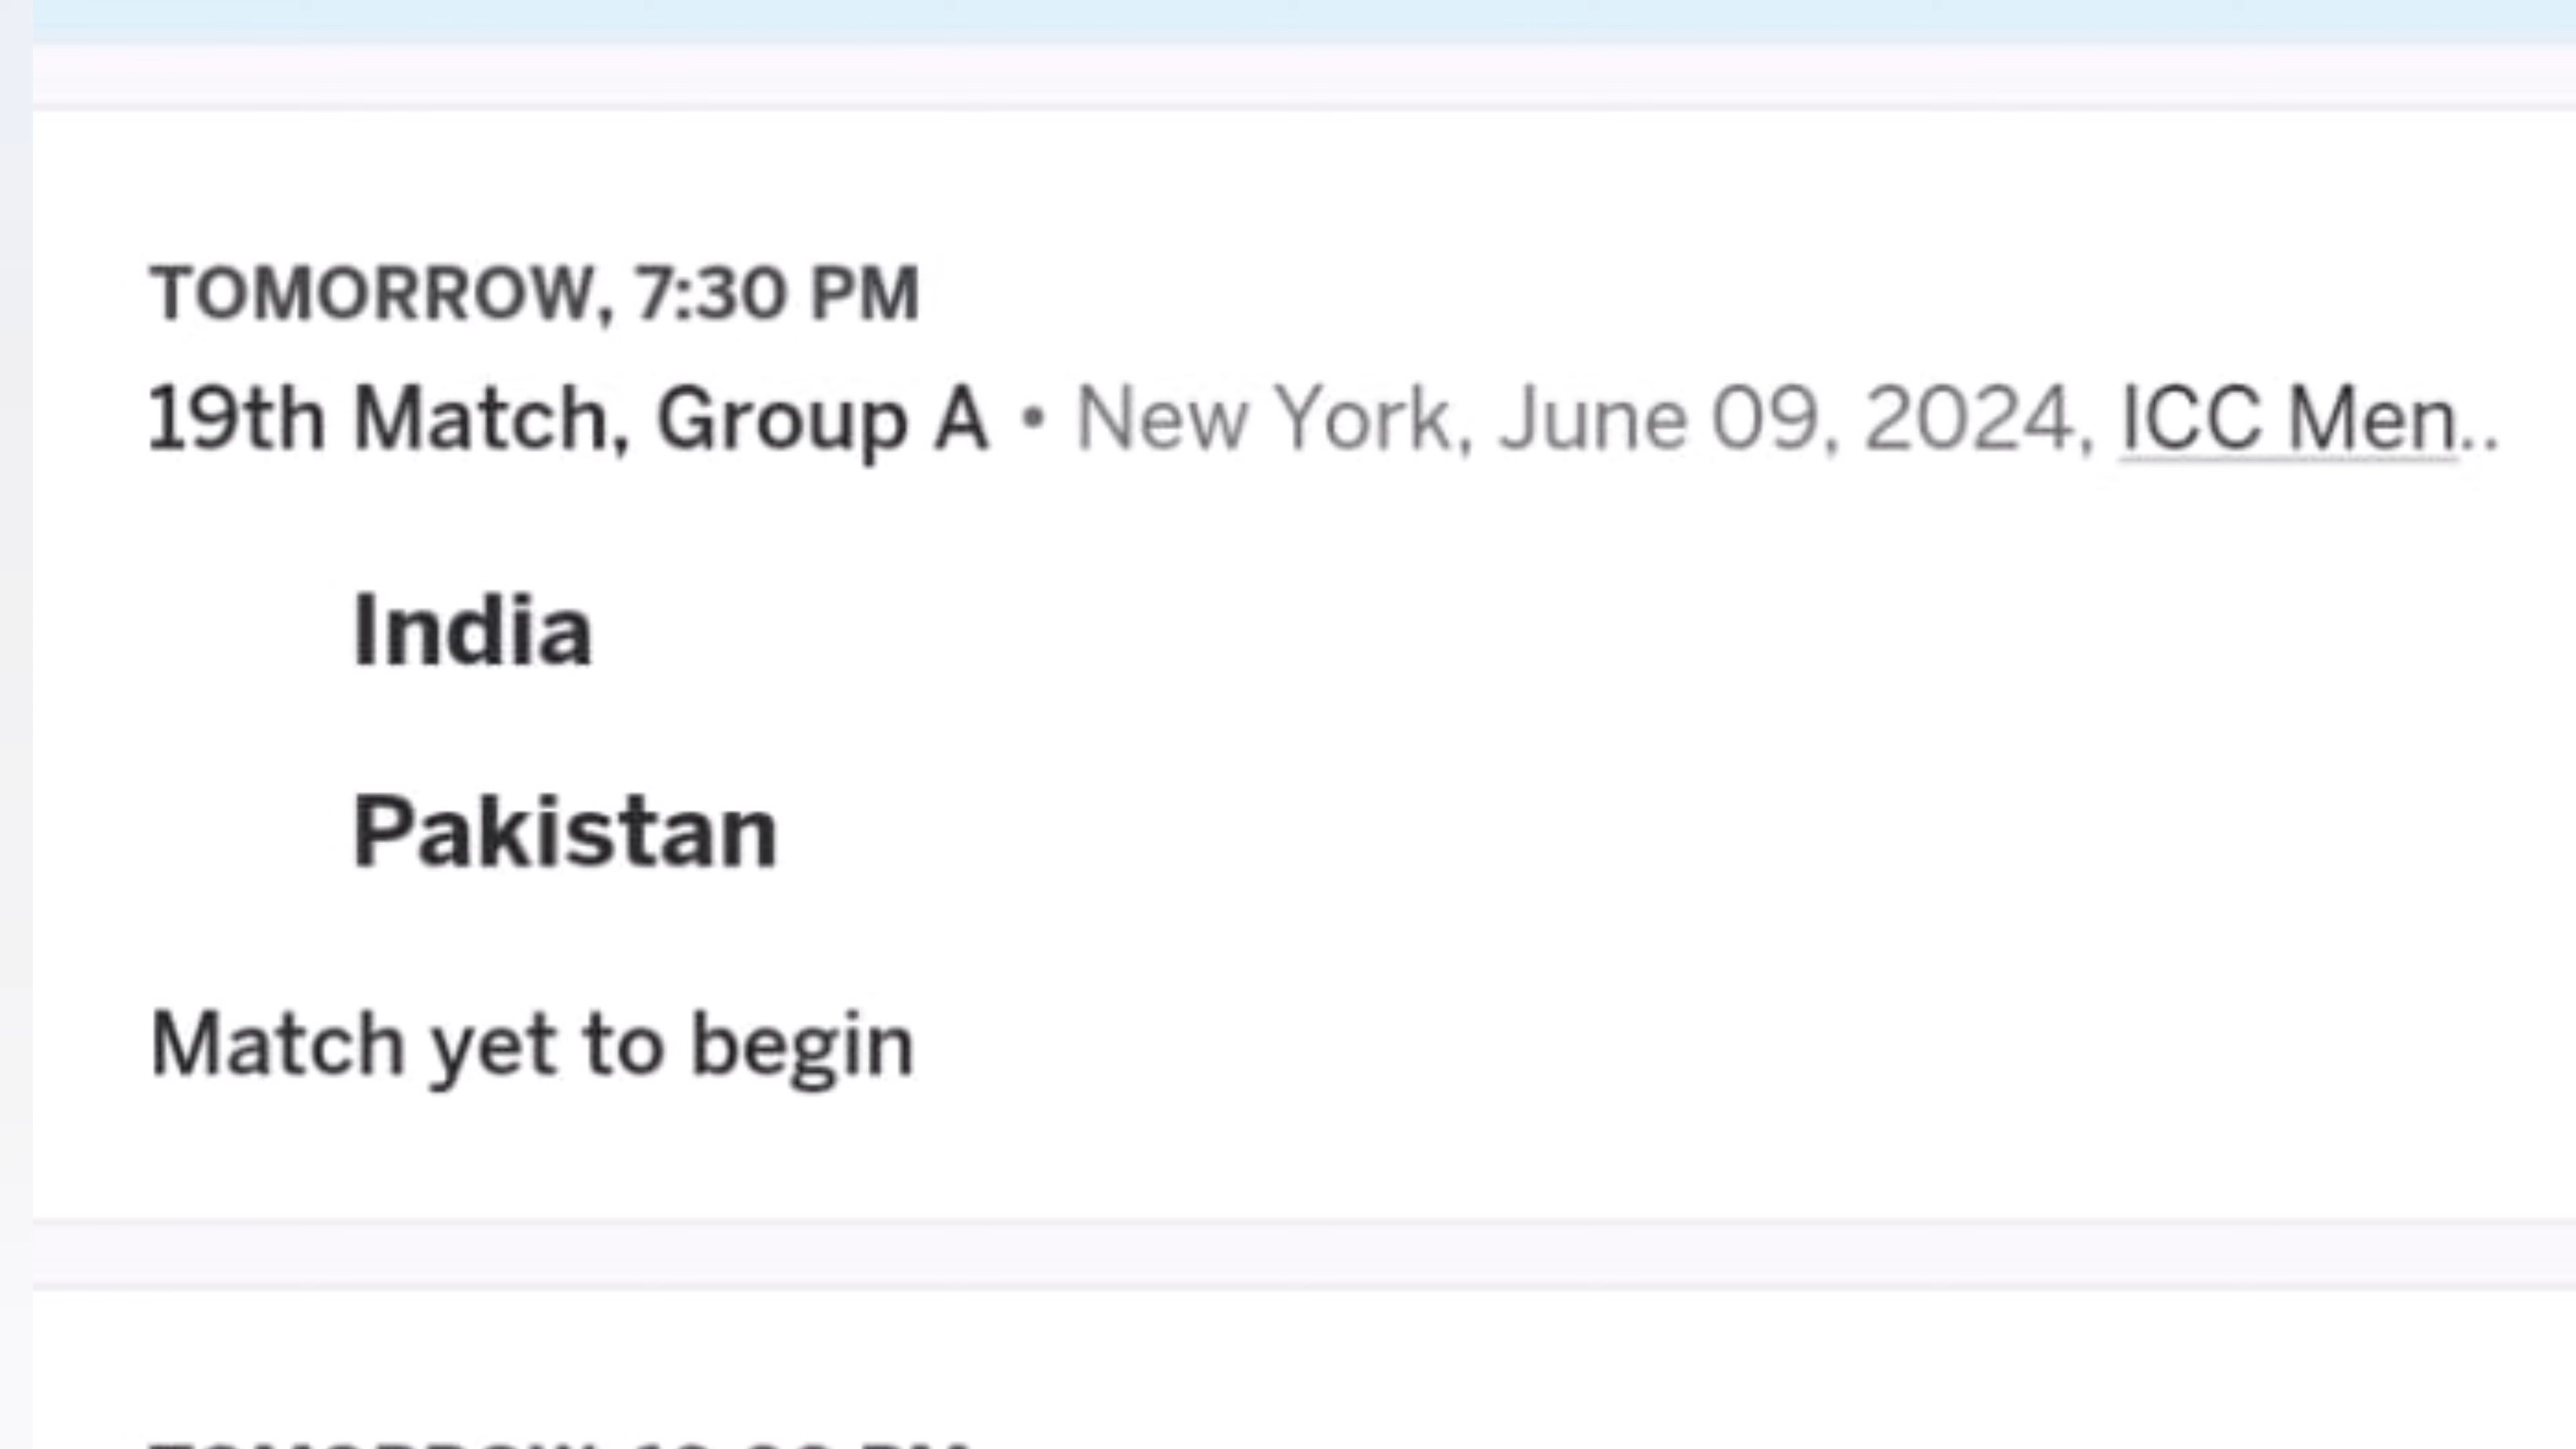 TOMORROW, 7:30 PM
19th Match, Group A • New York, June 09, 2024, ICC Men..
India
Pakistan
Match yet to begin